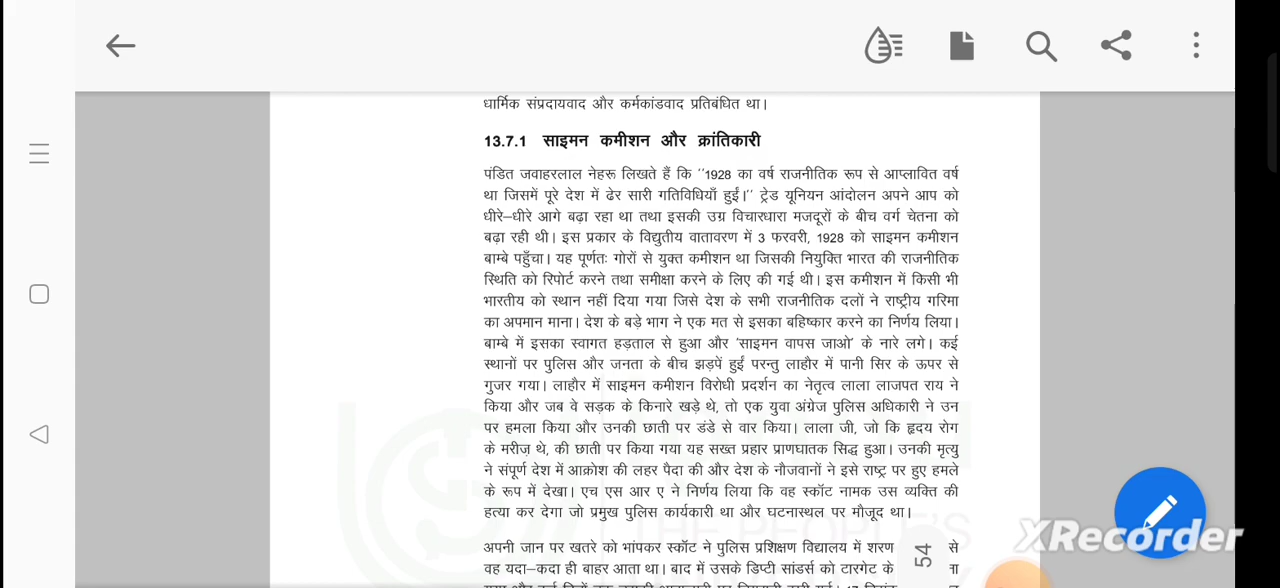 धार्मिक संप्रदायवाद और कर्मकांडवाद प्रतिबंधित था।
13.7.1 साइमन कमीशन और क्रांतिकारी
पंडित जवाहरलाल नेहरू लिखते हैं कि ''1928 का वर्ष राजनीतिक रूप से आप्लावित वर्ष
था जिसमें पूरे देश में ढेर सारी गतिविधियाँ हुईं।'' ट्रेड यूनियन आंदोलन अपने आप को
धीरे–धीरे आगे बढ़ा रहा था तथा इसकी उग्र विचारधारा मजदूरों के बीच वर्ग चेतना को
बढ़ा रही थी। इस प्रकार के विद्युतीय वातावरण में 3 फरवरी, 1928 को साइमन कमीशन
बाम्बे पहुँचा। यह पूर्णतः गोरों से युक्त कमीशन था जिसकी नियुक्ति भारत की राजनीतिक
स्थिति को रिपोर्ट करने तथा समीक्षा करने के लिए की गई थी। इस कमीशन में किसी भी
भारतीय को स्थान नहीं दिया गया जिसे देश के सभी राजनीतिक दलों ने राष्ट्रीय गरिमा
का अपमान माना। देश के बड़े भाग ने एक मत से इसका बहिष्कार करने का निर्णय लिया।
बाम्बे में इसका स्वागत हड़ताल से हुआ और 'साइमन वापस जाओ' के नारे लगे। कई
स्थानों पर पुलिस और जनता के बीच झड़पें हुईं परन्तु लाहौर में पानी सिर के ऊपर से
गुजर गया। लाहौर में साइमन कमीशन विरोधी प्रदर्शन का नेतृत्व लाला लाजपत राय ने
किया और जब वे सड़क के किनारे खड़े थे, तो एक युवा अंग्रेज पुलिस अधिकारी ने उन
पर हमला किया और उनकी छाती पर डंडे से वार किया। लाला जी, जो कि हृदय रोग
के मरीज़ थे, की छाती पर किया गया यह सख्त प्रहार प्राणघातक सिद्ध हुआ। उनकी मृत्यु
ने संपूर्ण देश में आक्रोश की लहर पैदा की और देश के नौजवानों ने इसे राष्ट्र पर हुए हमले
के रूप में देखा। एच एस आर ए ने निर्णय लिया कि वह स्कॉट नामक उस व्यक्ति की
हत्या कर देगा जो प्रमुख पुलिस कार्यकारी था और घटनास्थल पर मौजूद था।
THE PEOPLE'S
XRecorder
अपनी जान पर खतरे को भांपकर स्कॉट ने पुलिस प्रशिक्षण विद्यालय में शरण से
54
वह यदा–कदा ही बाहर आता था। बाद में उसके डिप्टी सांडर्स को टारगेट के ना